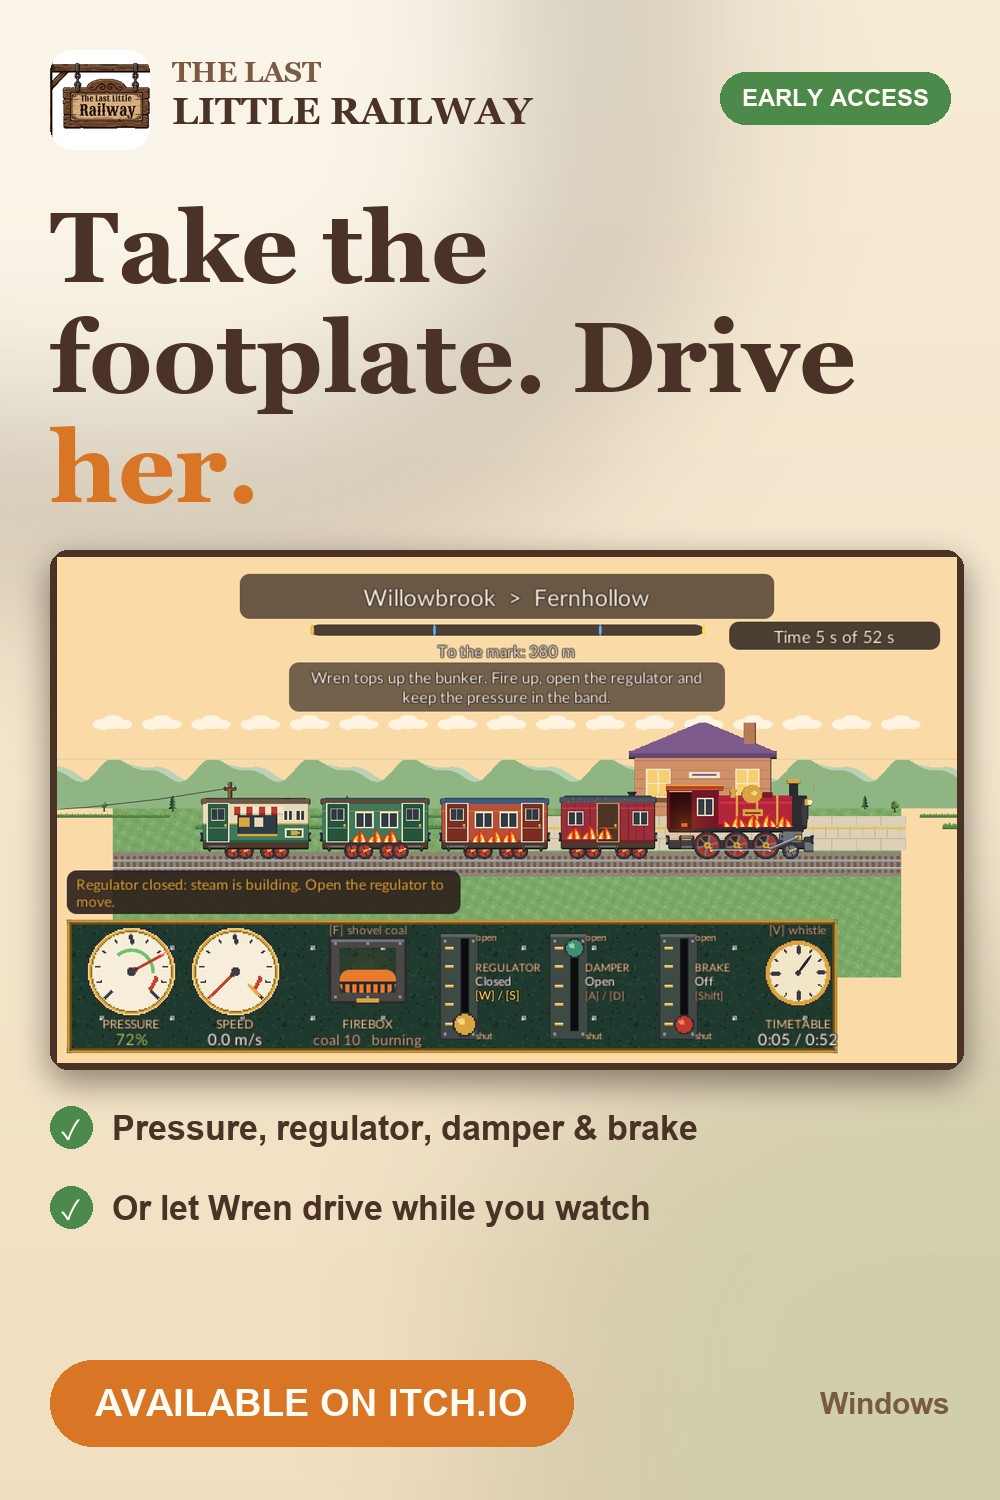 The Last Little
Railway
THE LAST
LITTLE RAILWAY
EARLY ACCESS
Take the
footplate. Drive
her.
Willowbrook > Fernhollow
Time 5 s of 52 s
To the mark: 380 m
Wren tops up the bunker. Fire up, open the regulator and
keep the pressure in the band.
Regulator closed: steam is building. Open the regulator to
move.
[F] shovel coal
[V] whistle
open
REGULATOR
Closed
[W] / [S]
shut
open
DAMPER
Open
[A] / [D]
shut
open
BRAKE
Off
[Shift]
shut
PRESSURE
72%
SPEED
0.0 m/s
FIREBOX
coal 10 burning
TIMETABLE
0:05 / 0:52
Pressure, regulator, damper & brake
Or let Wren drive while you watch
AVAILABLE ON ITCH.IO
Windows